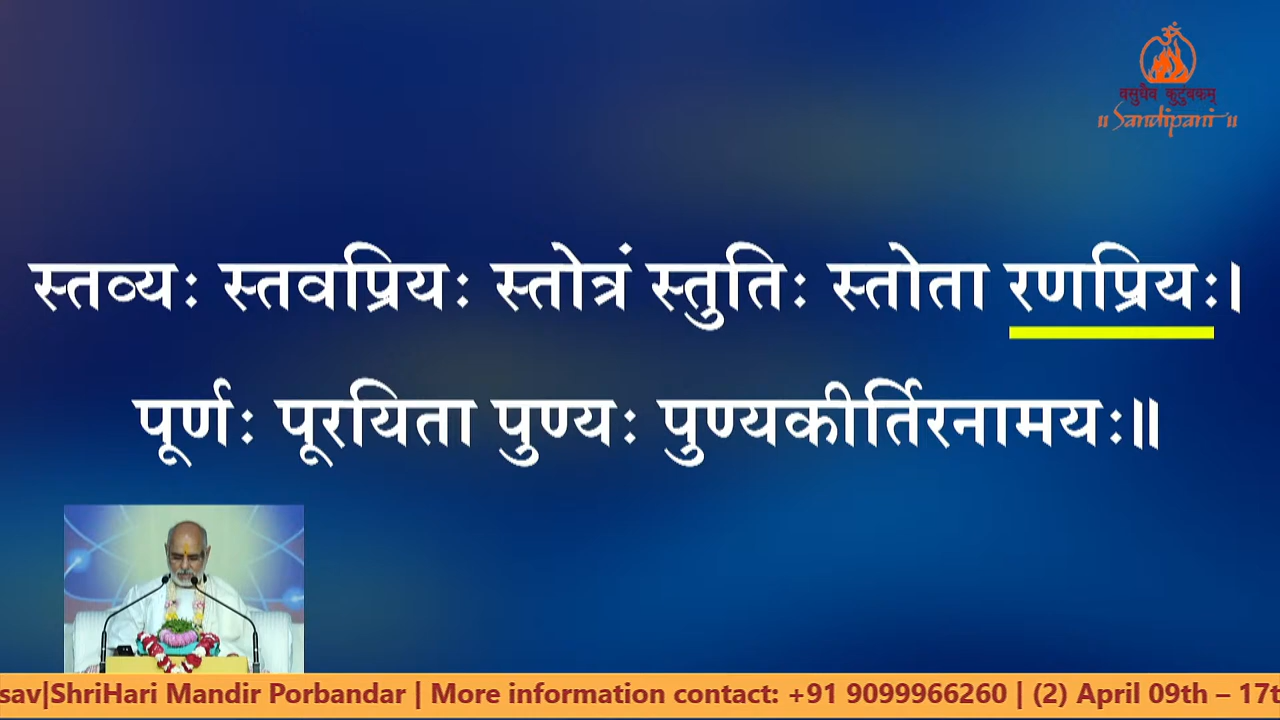 वसुधैव कुटुंबकम्
॥ Sandipani ॥
स्तव्यः स्तवप्रियः स्तोत्रं स्तुतिः स्तोता रणप्रियः।
पूर्णः पूरयिता पुण्यः पुण्यकीर्तिरनामयः॥
sav|ShriHari Mandir Porbandar | More information contact: +91 9099966260 | (2) April 09th – 17t